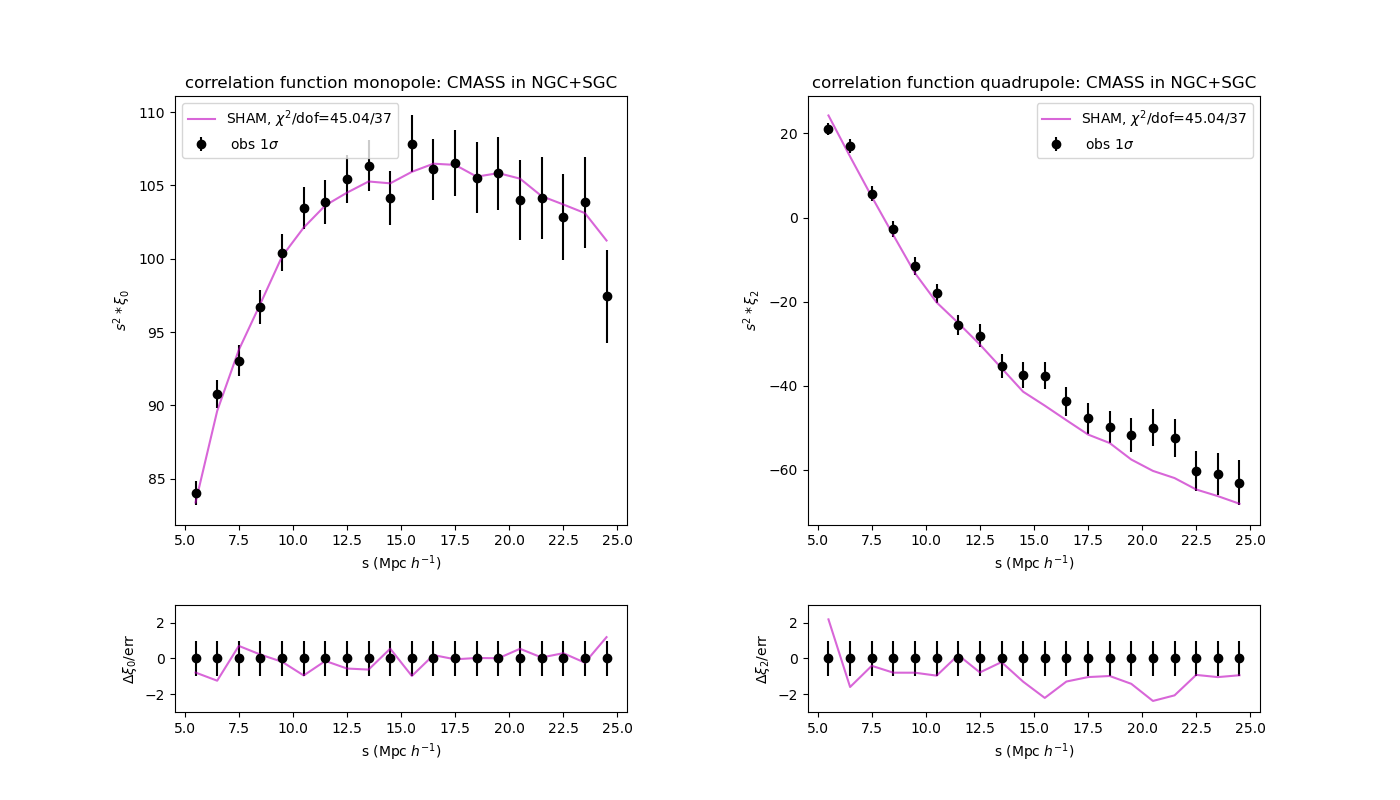 correlation function monopole: CMASS in NGC+SGC
SHAM, χ²/dof=45.04/37
obs 1σ
110
105
100
95
90
85
s² * ξ₀
5.0 7.5 10.0 12.5 15.0 17.5 20.0 22.5 25.0
s (Mpc h⁻¹)
2
0
−2
Δξ₀/err
5.0 7.5 10.0 12.5 15.0 17.5 20.0 22.5 25.0
s (Mpc h⁻¹)
correlation function quadrupole: CMASS in NGC+SGC
SHAM, χ²/dof=45.04/37
obs 1σ
20
0
−20
−40
−60
s² * ξ₂
5.0 7.5 10.0 12.5 15.0 17.5 20.0 22.5 25.0
s (Mpc h⁻¹)
2
0
−2
Δξ₂/err
5.0 7.5 10.0 12.5 15.0 17.5 20.0 22.5 25.0
s (Mpc h⁻¹)